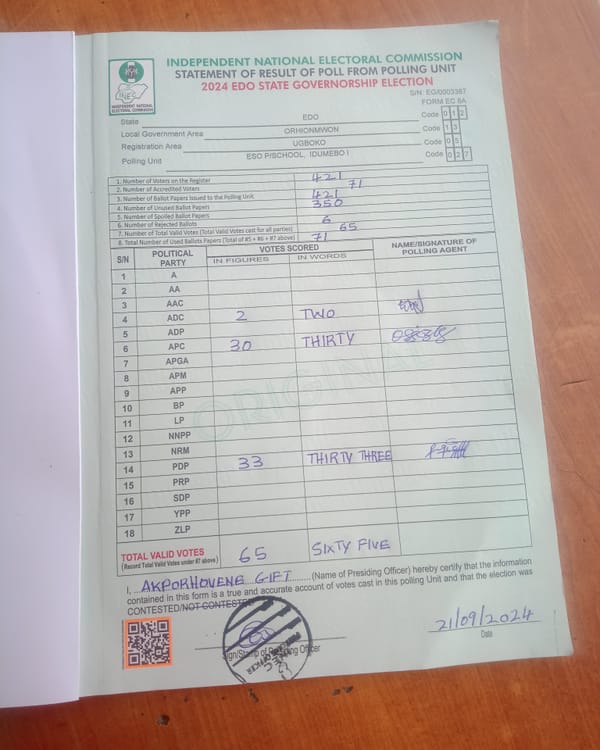 INDEPENDENT NATIONAL ELECTORAL COMMISSION
STATEMENT OF RESULT OF POLL FROM POLLING UNIT
2024 EDO STATE GOVERNORSHIP ELECTION
INEC
INDEPENDENT NATIONAL
ELECTORAL COMMISSION
S/N: EG/0003367
FORM EC 8A
State EDO Code 0 1 2
Local Government Area ORHIONMWON Code 1 3
Registration Area UGBOKO Code 0 5
Polling Unit ESO P/SCHOOL, IDUMEBO I Code 0 2 7
1. Number of Voters on the Register 421
2. Number of Accredited Voters 71
3. Number of Ballot Papers Issued to the Polling Unit 421
4. Number of Unused Ballot Papers 350
5. Number of Spoiled Ballot Papers
6. Number of Rejected Ballots 6
7. Number of Total Valid Votes (Total Valid Votes cast for all parties) 65
8. Total Number of Used Ballots Papers (Total of #5 + #6 + #7 above) 71
S/N POLITICAL PARTY VOTES SCORED NAME/SIGNATURE OF POLLING AGENT
IN FIGURES IN WORDS
1 A
2 AA
3 AAC
4 ADC 2 TWO
5 ADP
6 APC 30 THIRTY
7 APGA
8 APM
9 APP
10 BP
11 LP
12 NNPP
13 NRM
14 PDP 33 THIRTY THREE
15 PRP
16 SDP
17 YPP
18 ZLP
ORIGINAL
TOTAL VALID VOTES 65 SIXTY FIVE
(Record Total Valid Votes under #7 above)
I, AKPORHOVENE GIFT (Name of Presiding Officer) hereby certify that the information
contained in this form is a true and accurate account of votes cast in this polling Unit and that the election was
CONTESTED/NOT CONTESTED
21/09/2024
Sign/Stamp of Presiding Officer Date